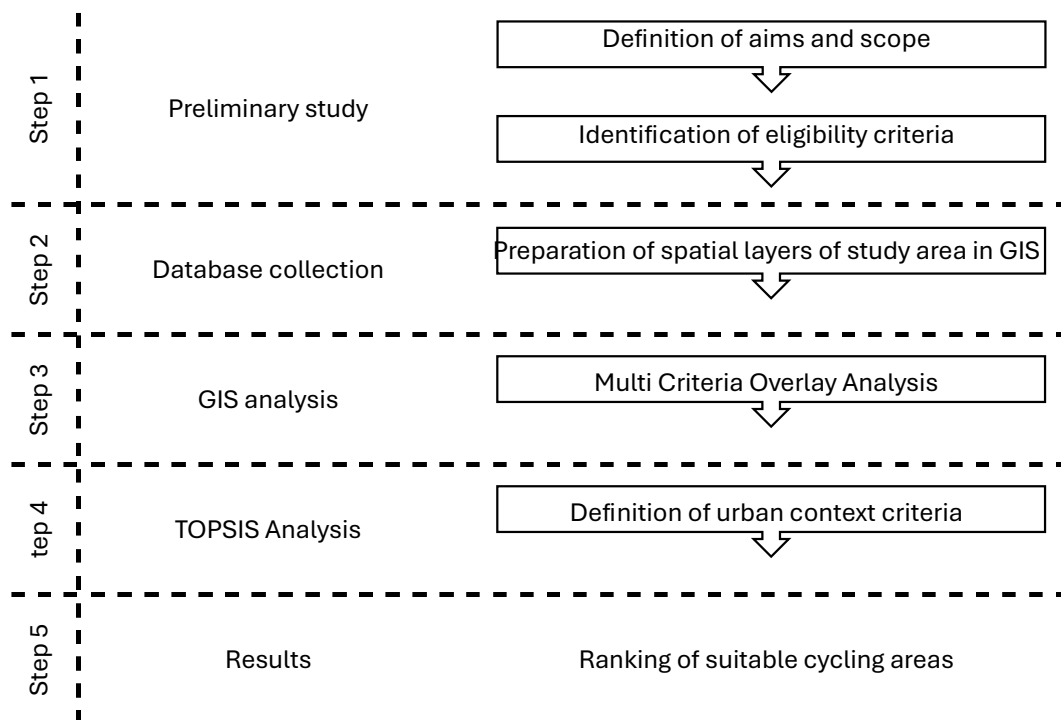 Step 1
Preliminary study
Definition of aims and scope
Identification of eligibility criteria
Step 2
Database collection
Preparation of spatial layers of study area in GIS
Step 3
GIS analysis
Multi Criteria Overlay Analysis
tep 4
TOPSIS Analysis
Definition of urban context criteria
Step 5
Results
Ranking of suitable cycling areas